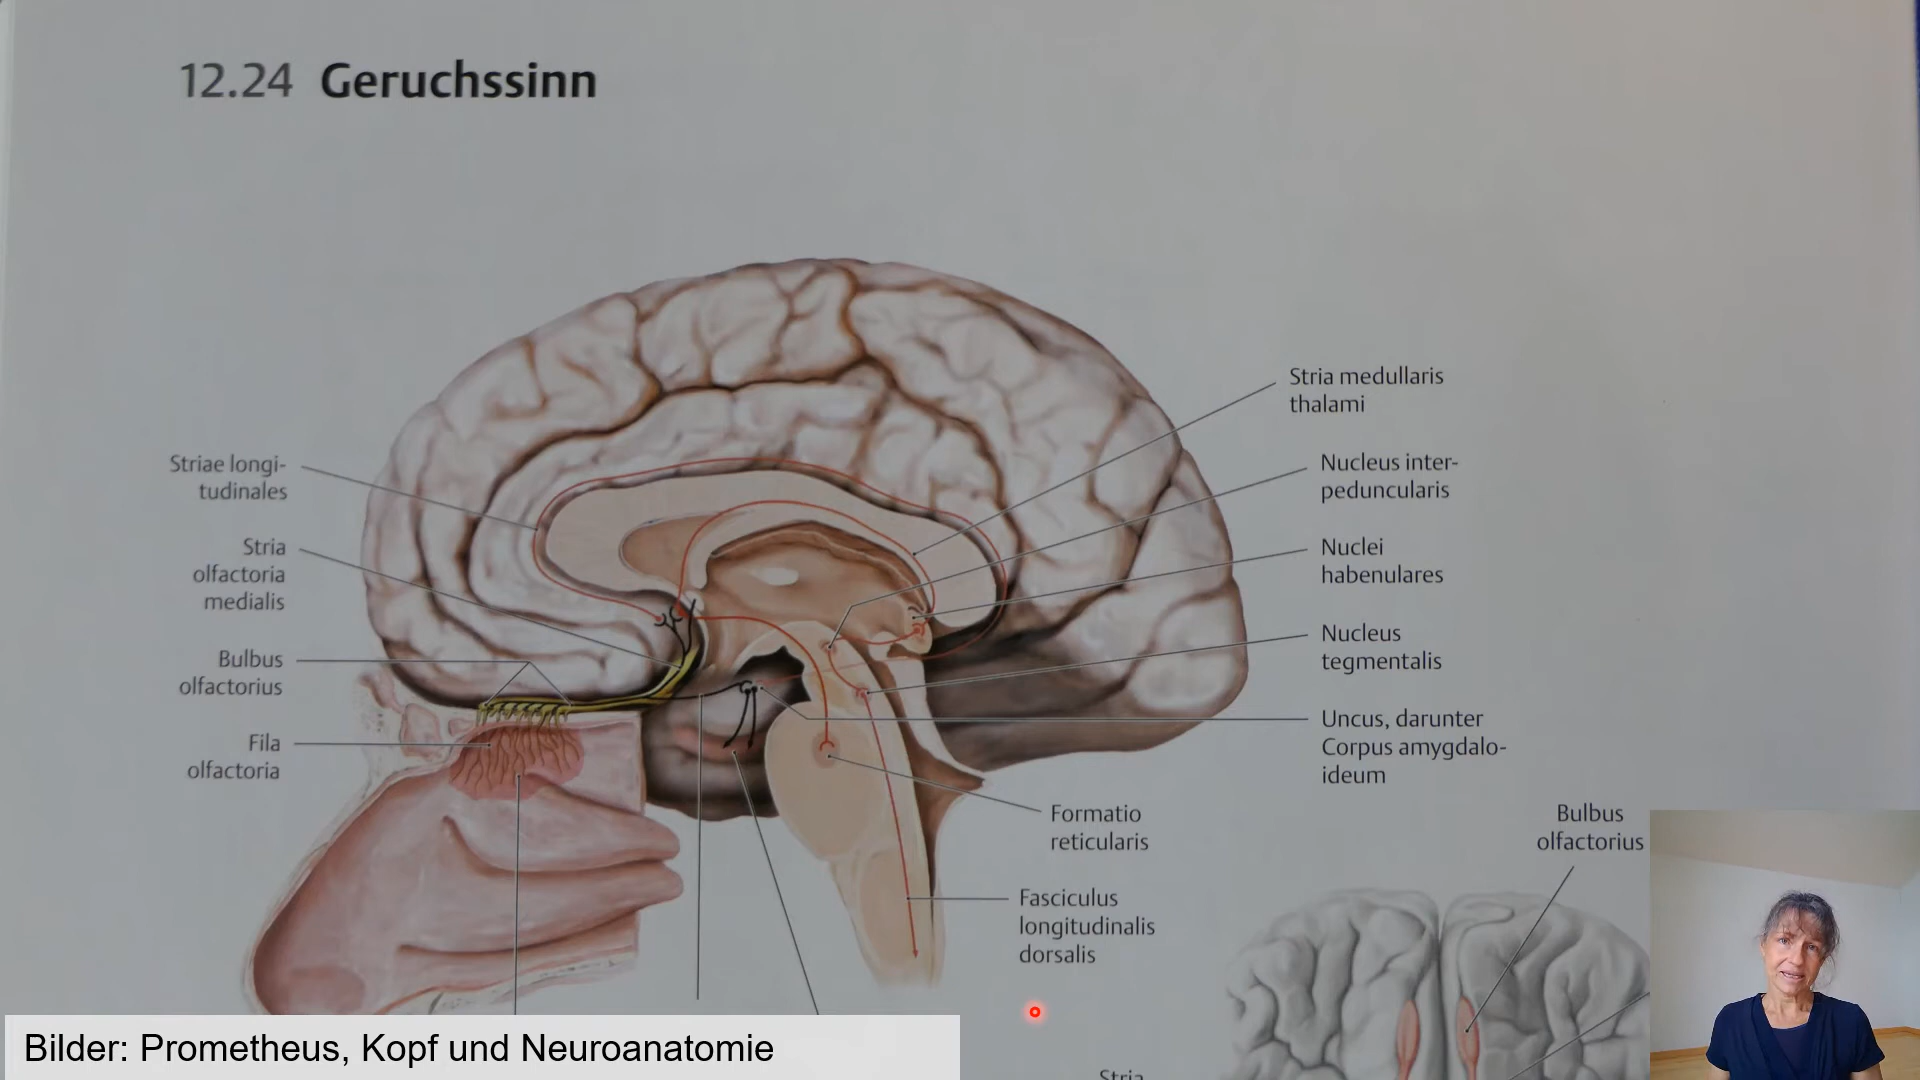 12.24 Geruchssinn
Striae longi-
tudinales
Stria
olfactoria
medialis
Bulbus
olfactorius
Fila
olfactoria
Stria medullaris
thalami
Nucleus inter-
peduncularis
Nuclei
habenulares
Nucleus
tegmentalis
Uncus, darunter
Corpus amygdalo-
ideum
Formatio
reticularis
Fasciculus
longitudinalis
dorsalis
Bulbus
olfactorius
Stria
Bilder: Prometheus, Kopf und Neuroanatomie